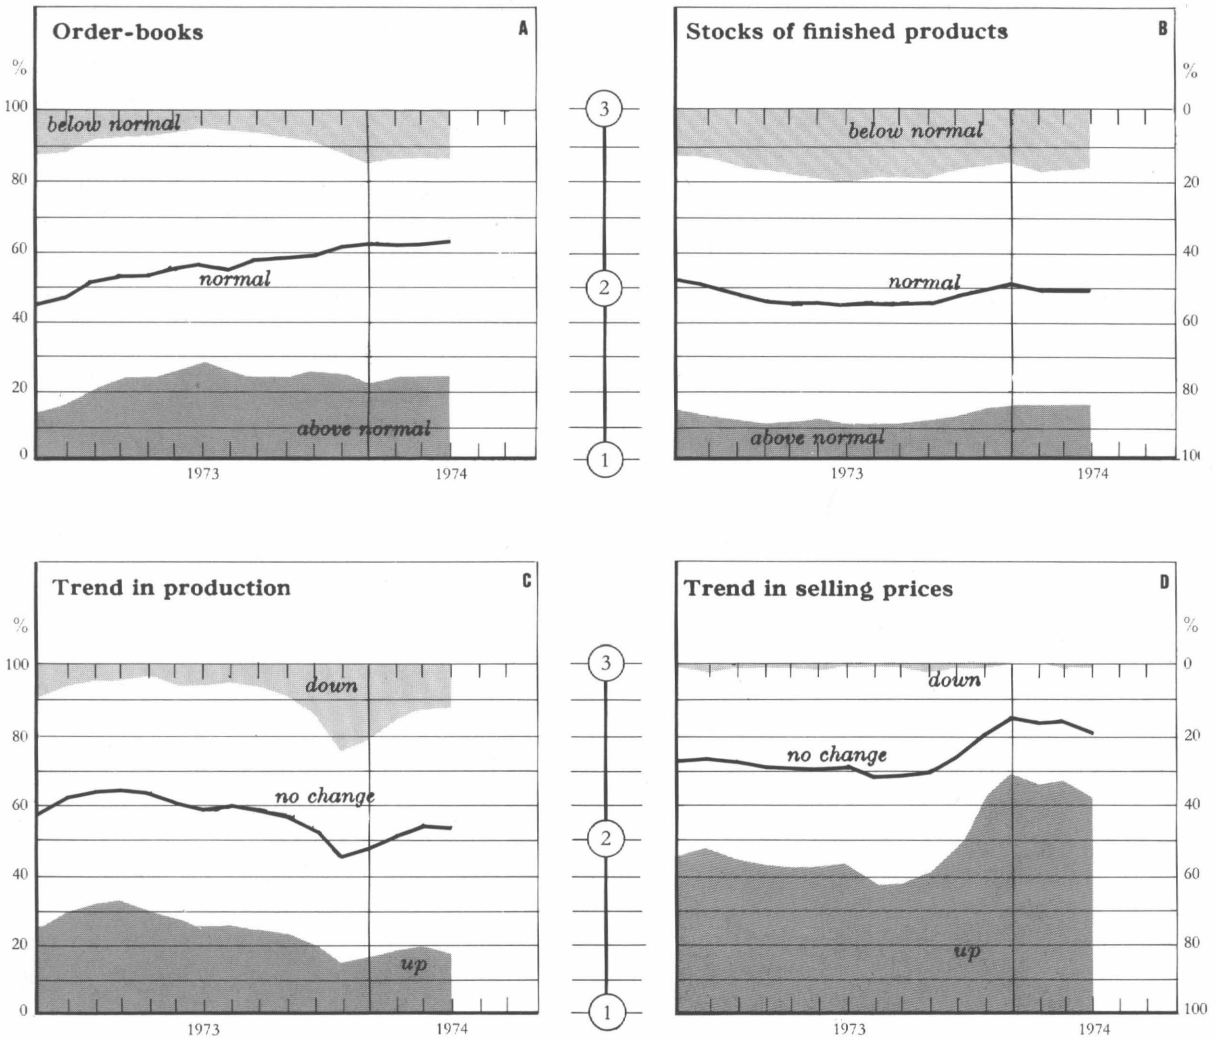 Order-books A
%
100
below normal
80
60
normal
40
20
above normal
0
1973 1974
3
2
1
Stocks of finished products B
%
0
below normal
20
40
normal
60
80
above normal
10(
1973 1974
Trend in production C
%
100
down
80
no change
60
40
20
up
0
1973 1974
3
2
1
Trend in selling prices D
%
0
down
20
no change
40
60
80
up
100
1973 1974